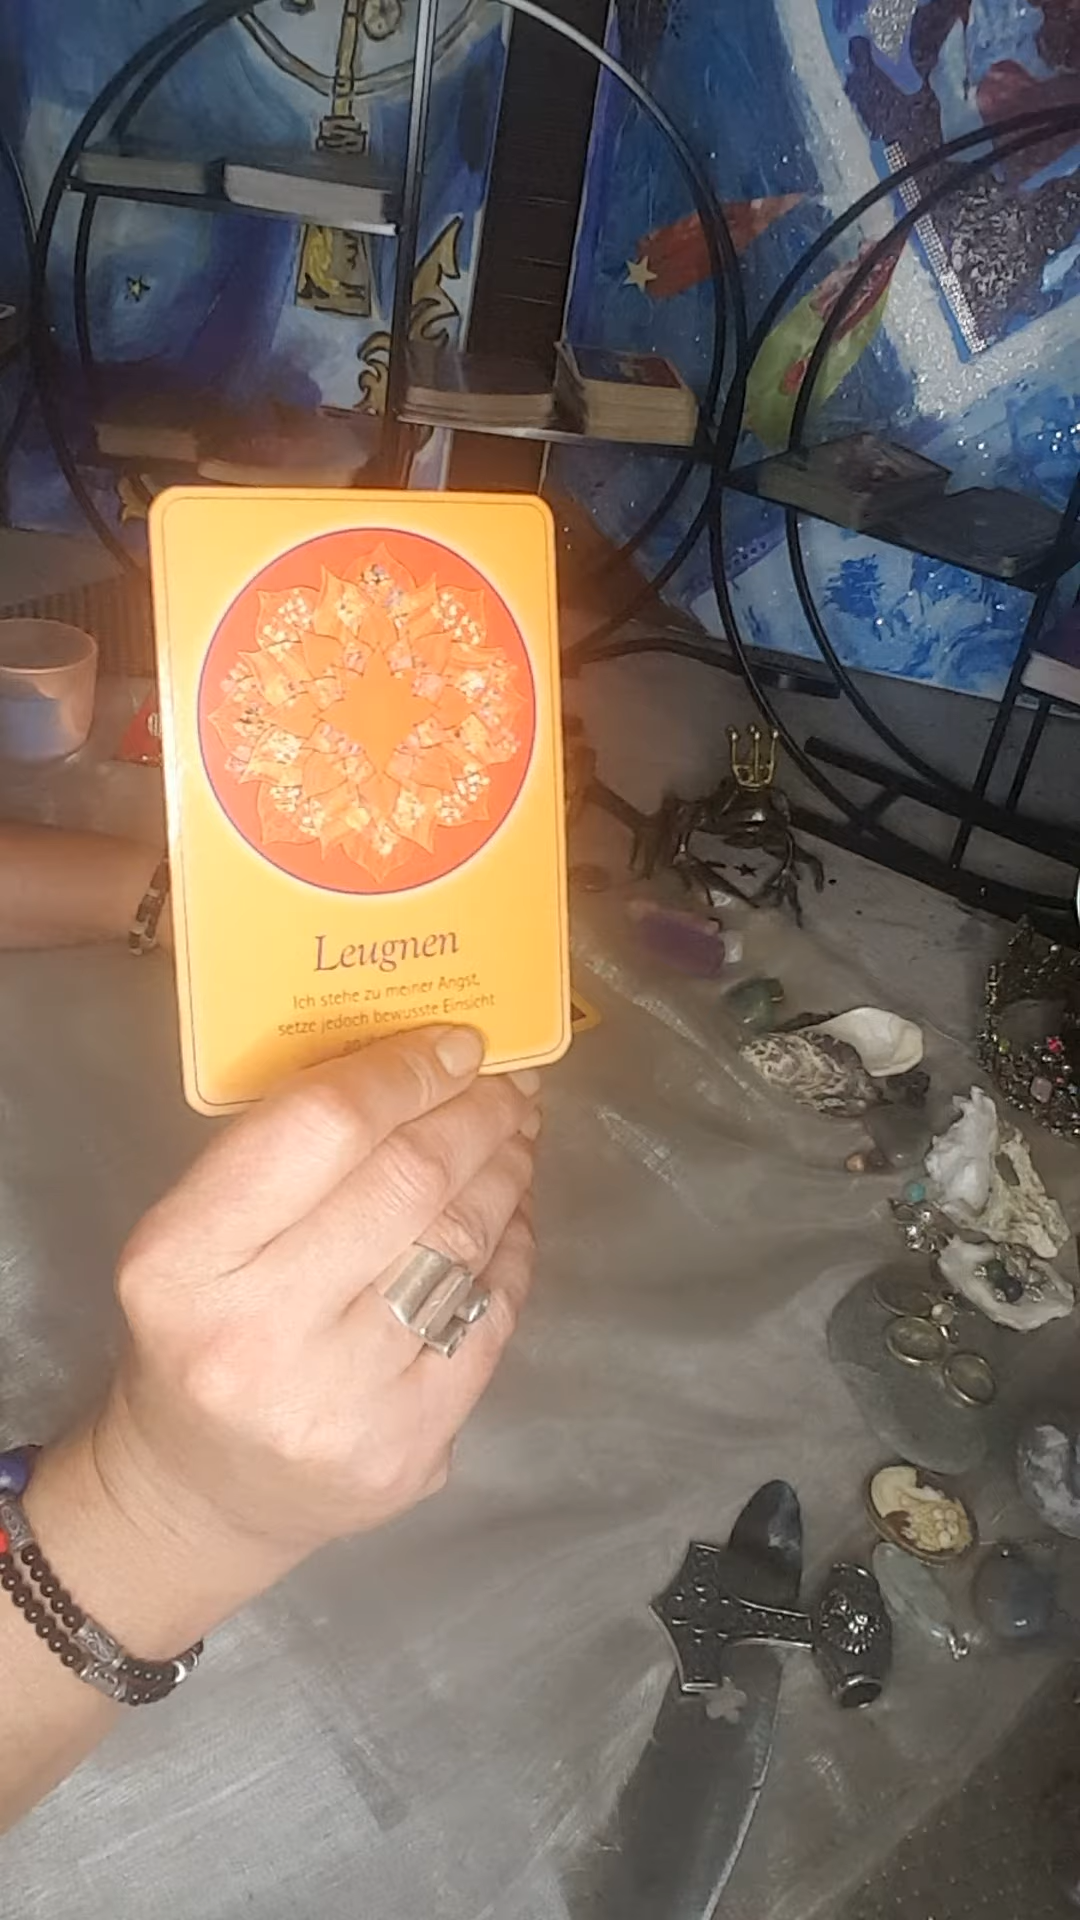 Leugnen
Ich stehe zu meiner Angst,
setze jedoch bewusste Einsicht